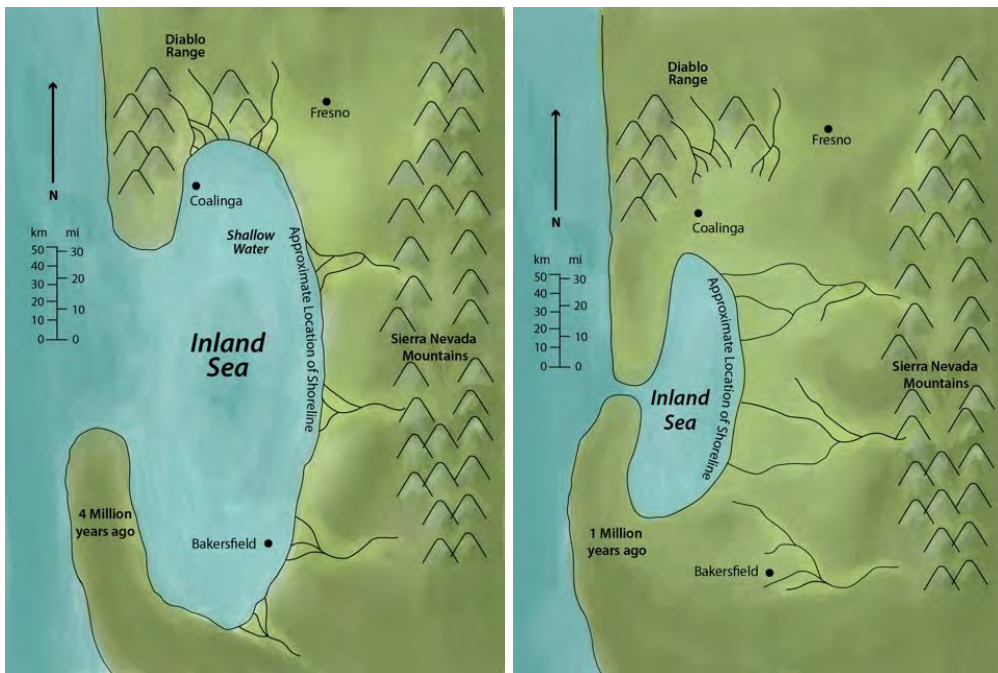 Diablo
Range
Fresno
N
Coalinga
Shallow
Water
km mi
50
40
30
20
10
0
30
20
10
0
Approximate Location of Shoreline
Inland
Sea
Sierra Nevada
Mountains
4 Million
years ago
Bakersfield
Diablo
Range
Fresno
N
Coalinga
km mi
50
40
30
20
10
0
30
20
10
0
Approximate Location of Shoreline
Sierra Nevada
Mountains
Inland
Sea
1 Million
years ago
Bakersfield